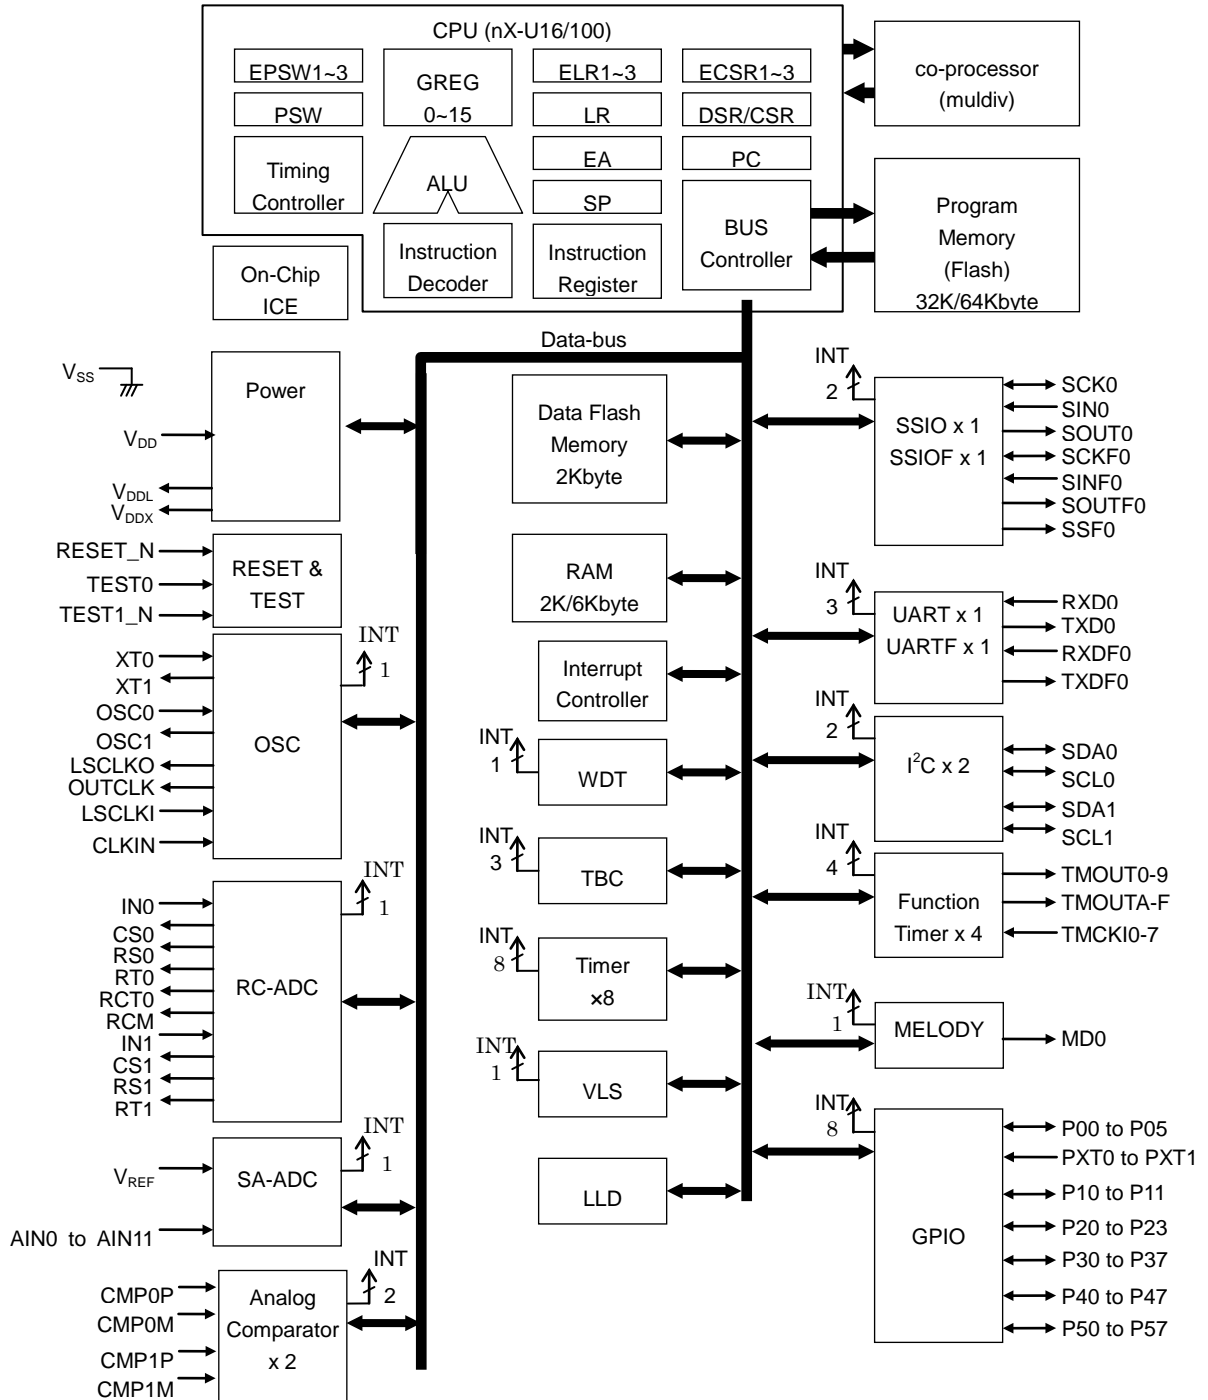 CPU (nX-U16/100)
EPSW1~3
GREG
0~15
ELR1~3
ECSR1~3
PSW
LR
DSR/CSR
Timing
Controller
ALU
EA
PC
SP
BUS
Controller
Instruction
Decoder
Instruction
Register
On-Chip
ICE
co-processor
(muldiv)
Program
Memory
(Flash)
32K/64Kbyte
Data-bus
VSS
Power
VDD
VDDL
VDDX
RESET_N
TEST0
TEST1_N
RESET &
TEST
INT
1
XT0
XT1
OSC0
OSC1
LSCLKO
OUTCLK
LSCLKI
CLKIN
OSC
INT
1
IN0
CS0
RS0
RT0
RCT0
RCM
IN1
CS1
RS1
RT1
RC-ADC
INT
1
VREF
AIN0 to AIN11
SA-ADC
INT
2
CMP0P
CMP0M
CMP1P
CMP1M
Analog
Comparator
x 2
Data Flash
Memory
2Kbyte
RAM
2K/6Kbyte
Interrupt
Controller
INT
1
WDT
INT
3
TBC
INT
8
Timer
×8
INT
1
VLS
LLD
INT
2
SSIO x 1
SSIOF x 1
SCK0
SIN0
SOUT0
SCKF0
SINF0
SOUTF0
SSF0
INT
3
UART x 1
UARTF x 1
RXD0
TXD0
RXDF0
TXDF0
INT
2
I2C x 2
SDA0
SCL0
SDA1
SCL1
INT
4
Function
Timer x 4
TMOUT0-9
TMOUTA-F
TMCKI0-7
INT
1
MELODY
MD0
INT
8
GPIO
P00 to P05
PXT0 to PXT1
P10 to P11
P20 to P23
P30 to P37
P40 to P47
P50 to P57